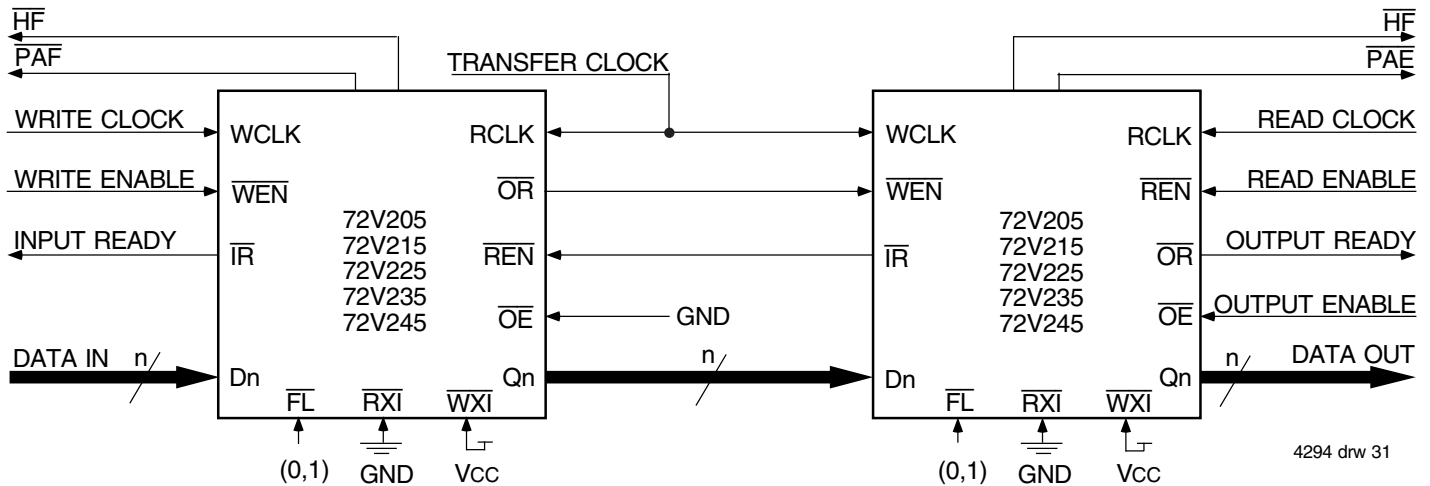 HF
HF
PAF
TRANSFER CLOCK
PAE
WRITE CLOCK
WCLK
RCLK
WCLK
RCLK
READ CLOCK
WRITE ENABLE
WEN
OR
WEN
REN
READ ENABLE
72V205
72V215
72V225
72V235
72V245
72V205
72V215
72V225
72V235
72V245
INPUT READY
IR
REN
IR
OR
OUTPUT READY
OE
GND
OE
OUTPUT ENABLE
DATA IN
n
Dn
Qn
n
Dn
Qn
n
DATA OUT
FL
RXI
WXI
FL
RXI
WXI
(0,1)
GND
VCC
(0,1)
GND
VCC
4294 drw 31